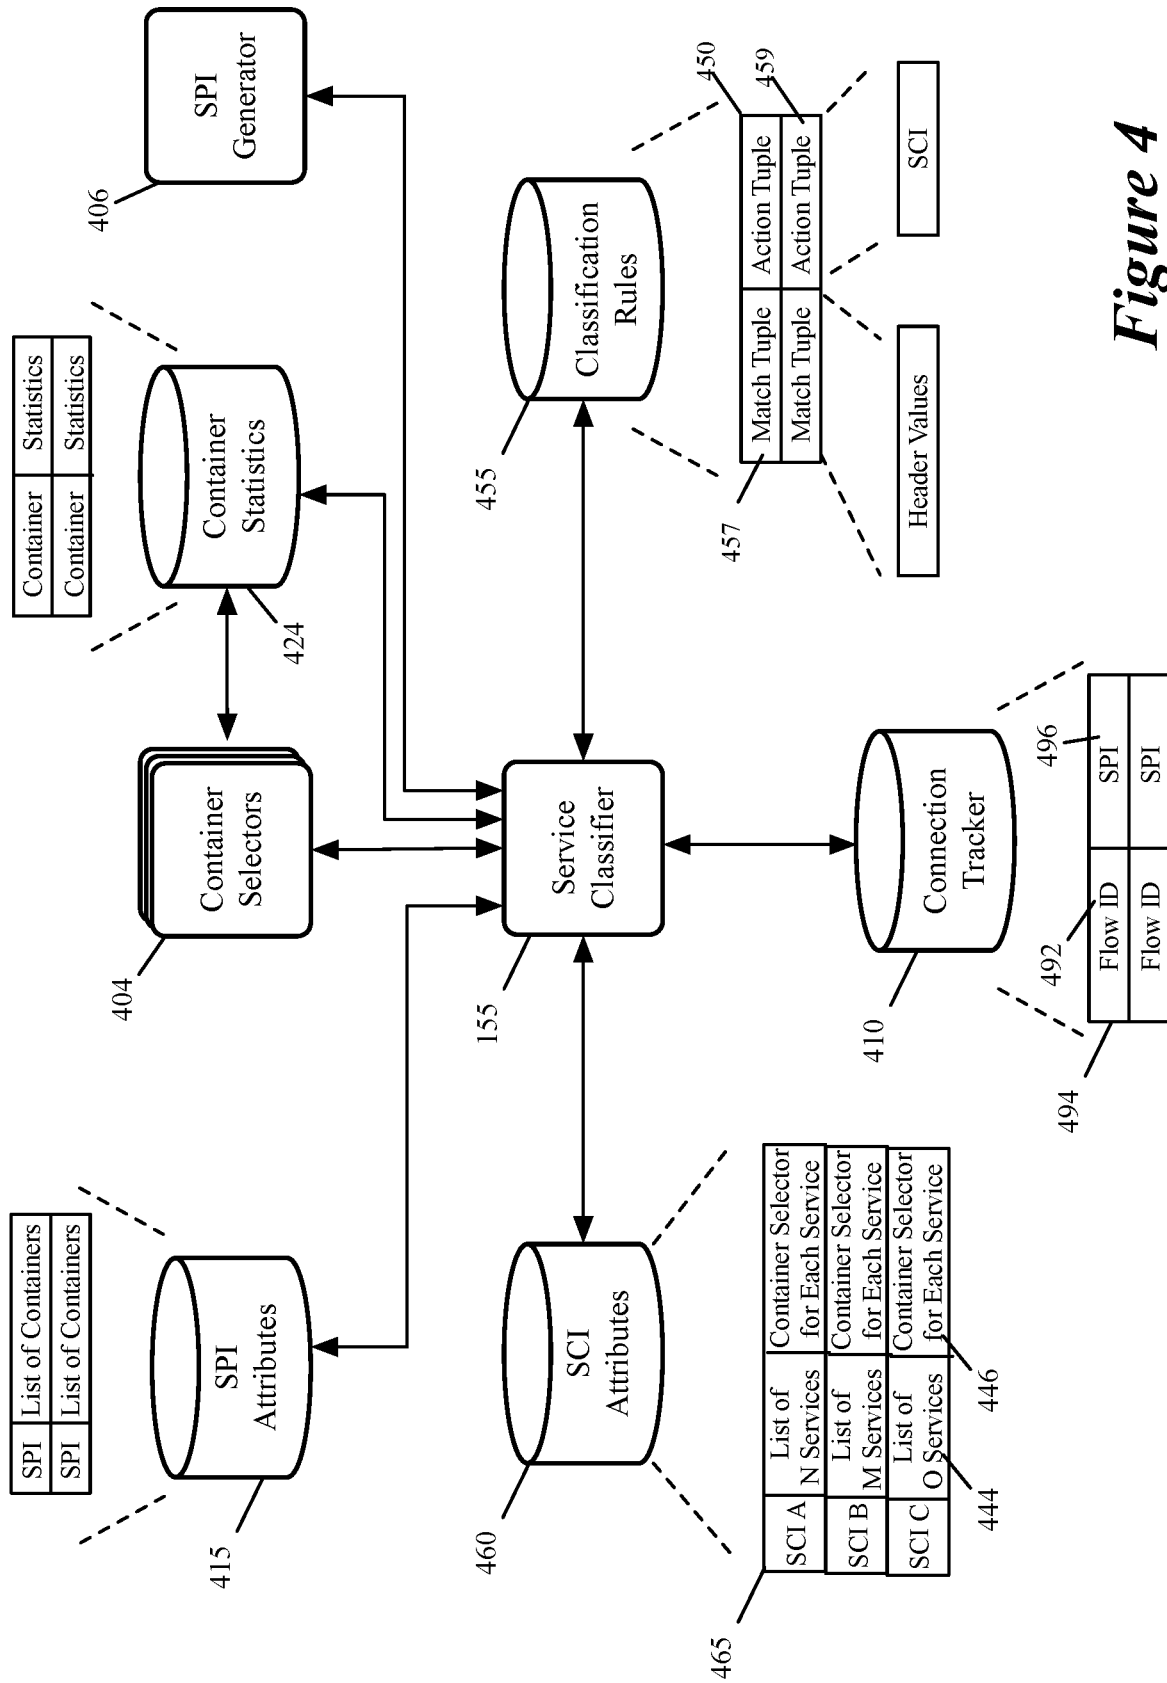 SPI
List of Containers
SPI
List of Containers
SPI
Attributes
415
Container
Selectors
404
Container
Statistics
Container
Statistics
Container
Statistics
424
SPI
Generator
406
SCI
Attributes
460
Service
Classifier
155
Classification
Rules
455
465
SCI A
List of
N Services
Container Selector
for Each Service
SCI B
List of
M Services
Container Selector
for Each Service
SCI C
List of
O Services
Container Selector
for Each Service
444
446
Connection
Tracker
410
494
492
496
Flow ID
SPI
Flow ID
SPI
457
450
459
Match Tuple
Action Tuple
Match Tuple
Action Tuple
Header Values
SCI
Figure 4